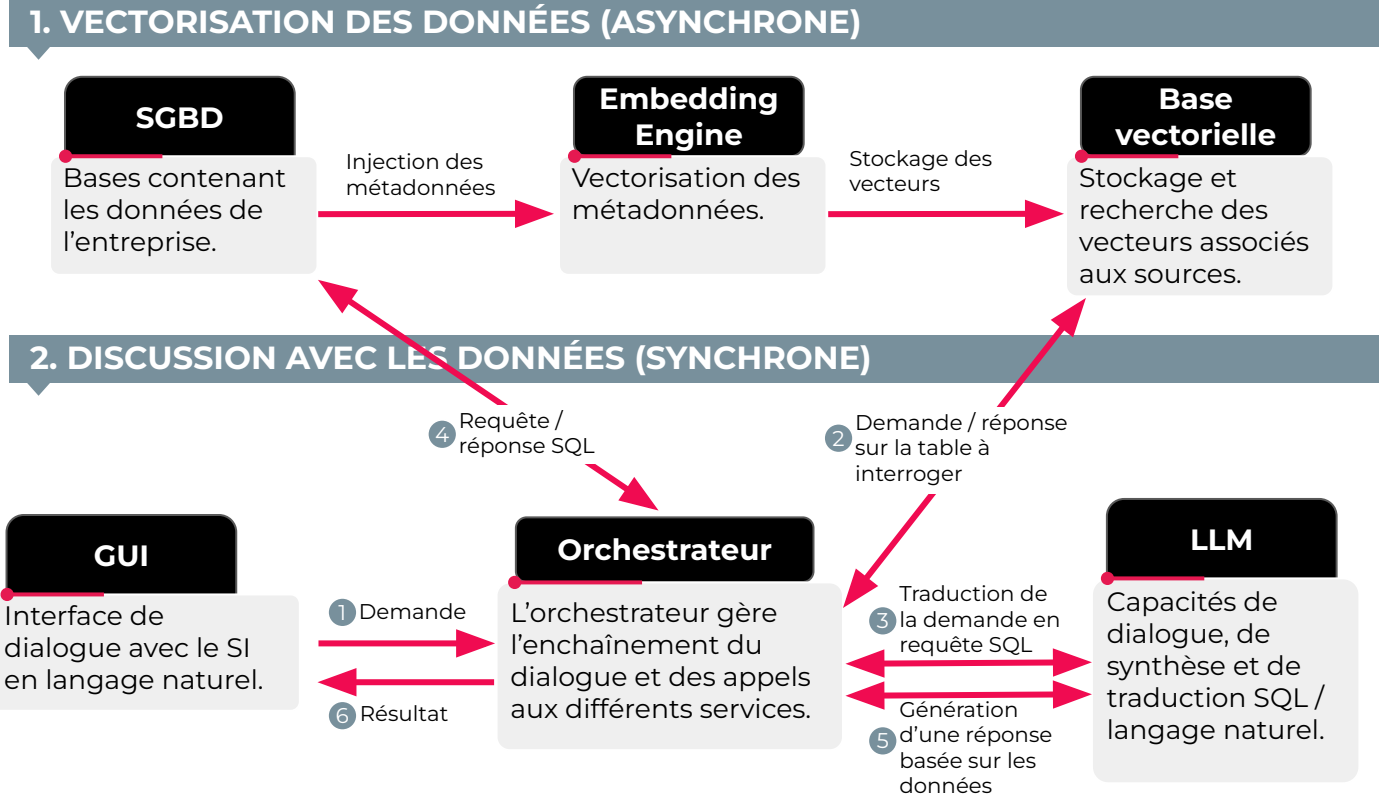 1. VECTORISATION DES DONNÉES (ASYNCHRONE)
SGBD
Bases contenant
les données de
l’entreprise.
Injection des
métadonnées
Embedding
Engine
Vectorisation des
métadonnées.
Stockage des
vecteurs
Base
vectorielle
Stockage et
recherche des
vecteurs associés
aux sources.
2. DISCUSSION AVEC LES DONNÉES (SYNCHRONE)
4
Requête /
réponse SQL
2
Demande / réponse
sur la table à
interroger
GUI
Interface de
dialogue avec le SI
en langage naturel.
1 Demande
6 Résultat
Orchestrateur
L’orchestrateur gère
l’enchaînement du
dialogue et des appels
aux différents services.
3
Traduction de
la demande en
requête SQL
5
Génération
d’une réponse
basée sur les
données
LLM
Capacités de
dialogue, de
synthèse et de
traduction SQL /
langage naturel.